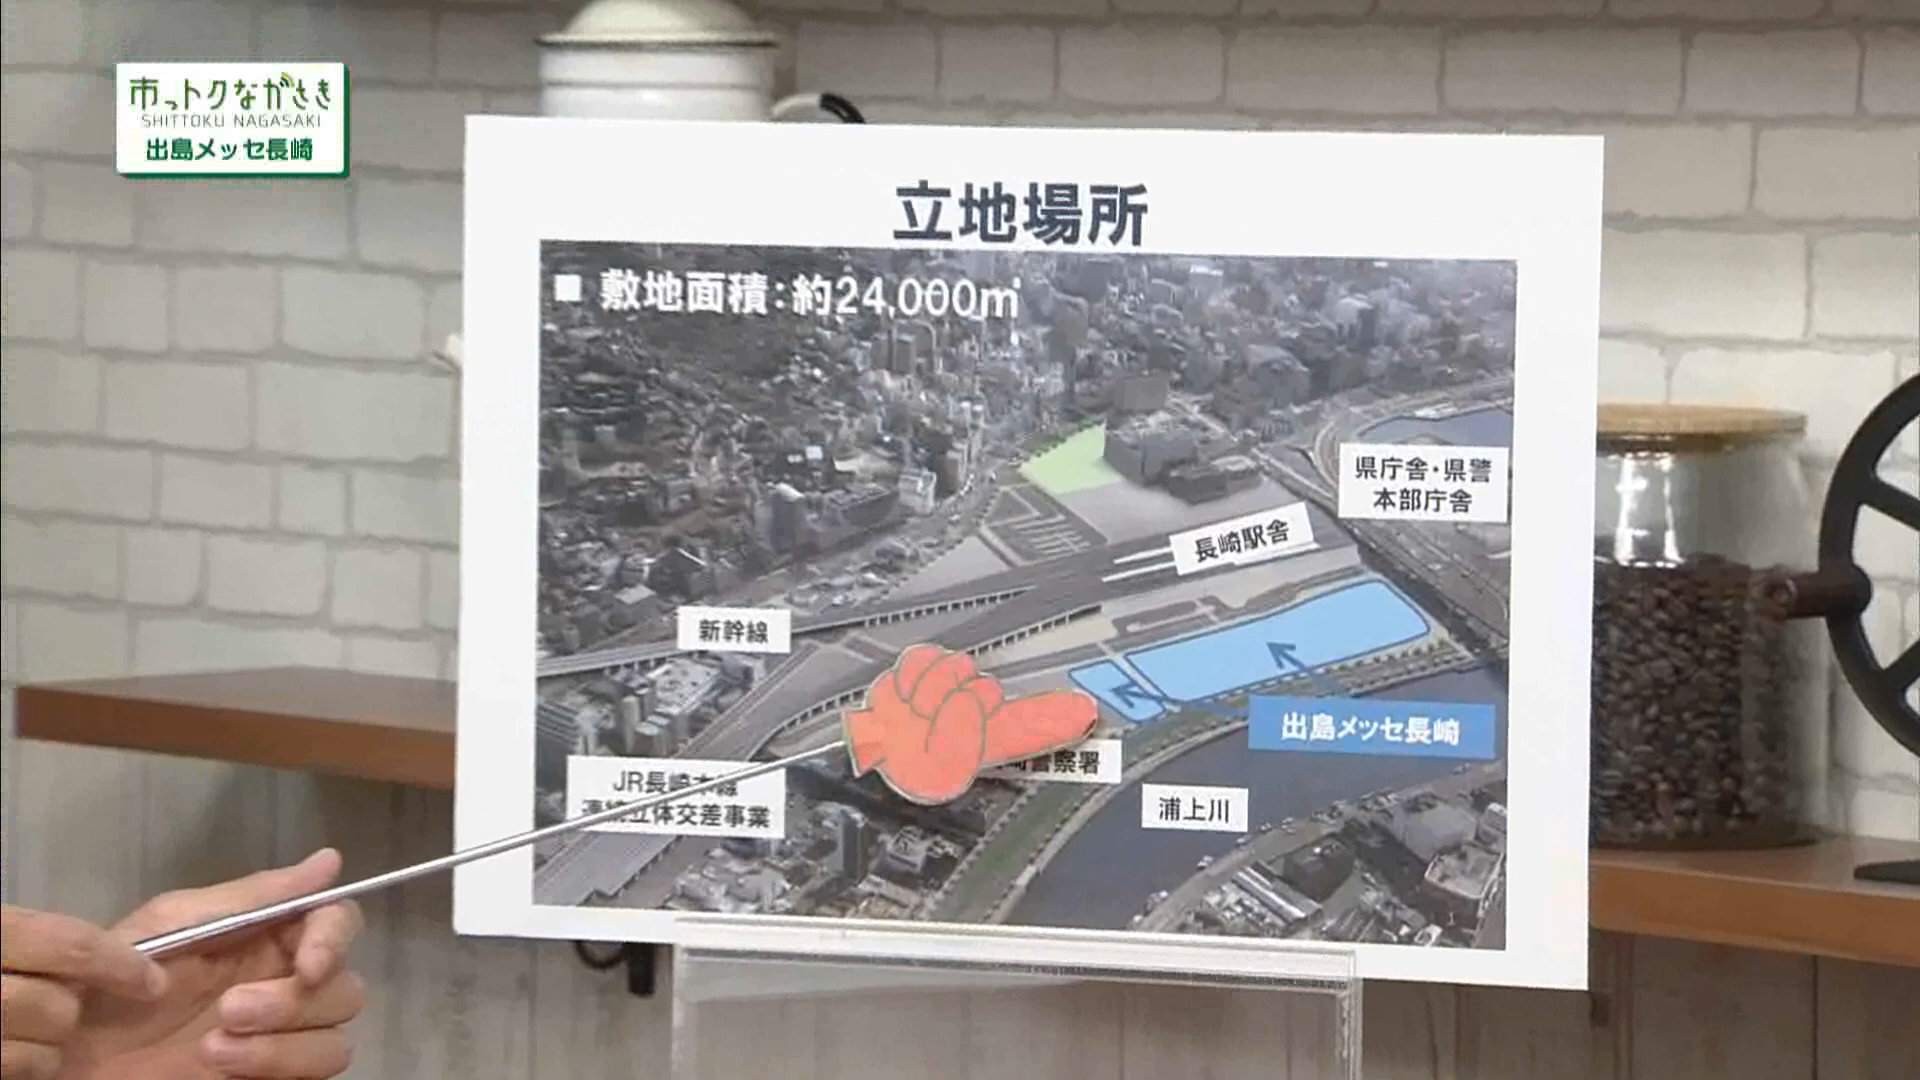 市っトクながさき
SHITTOKU NAGASAKI
出島メッセ長崎
立地場所
■ 敷地面積：約24,000㎡
県庁舎・県警
本部庁舎
長崎駅舎
新幹線
出島メッセ長崎
警察署
JR長崎本線
連続立体交差事業
浦上川